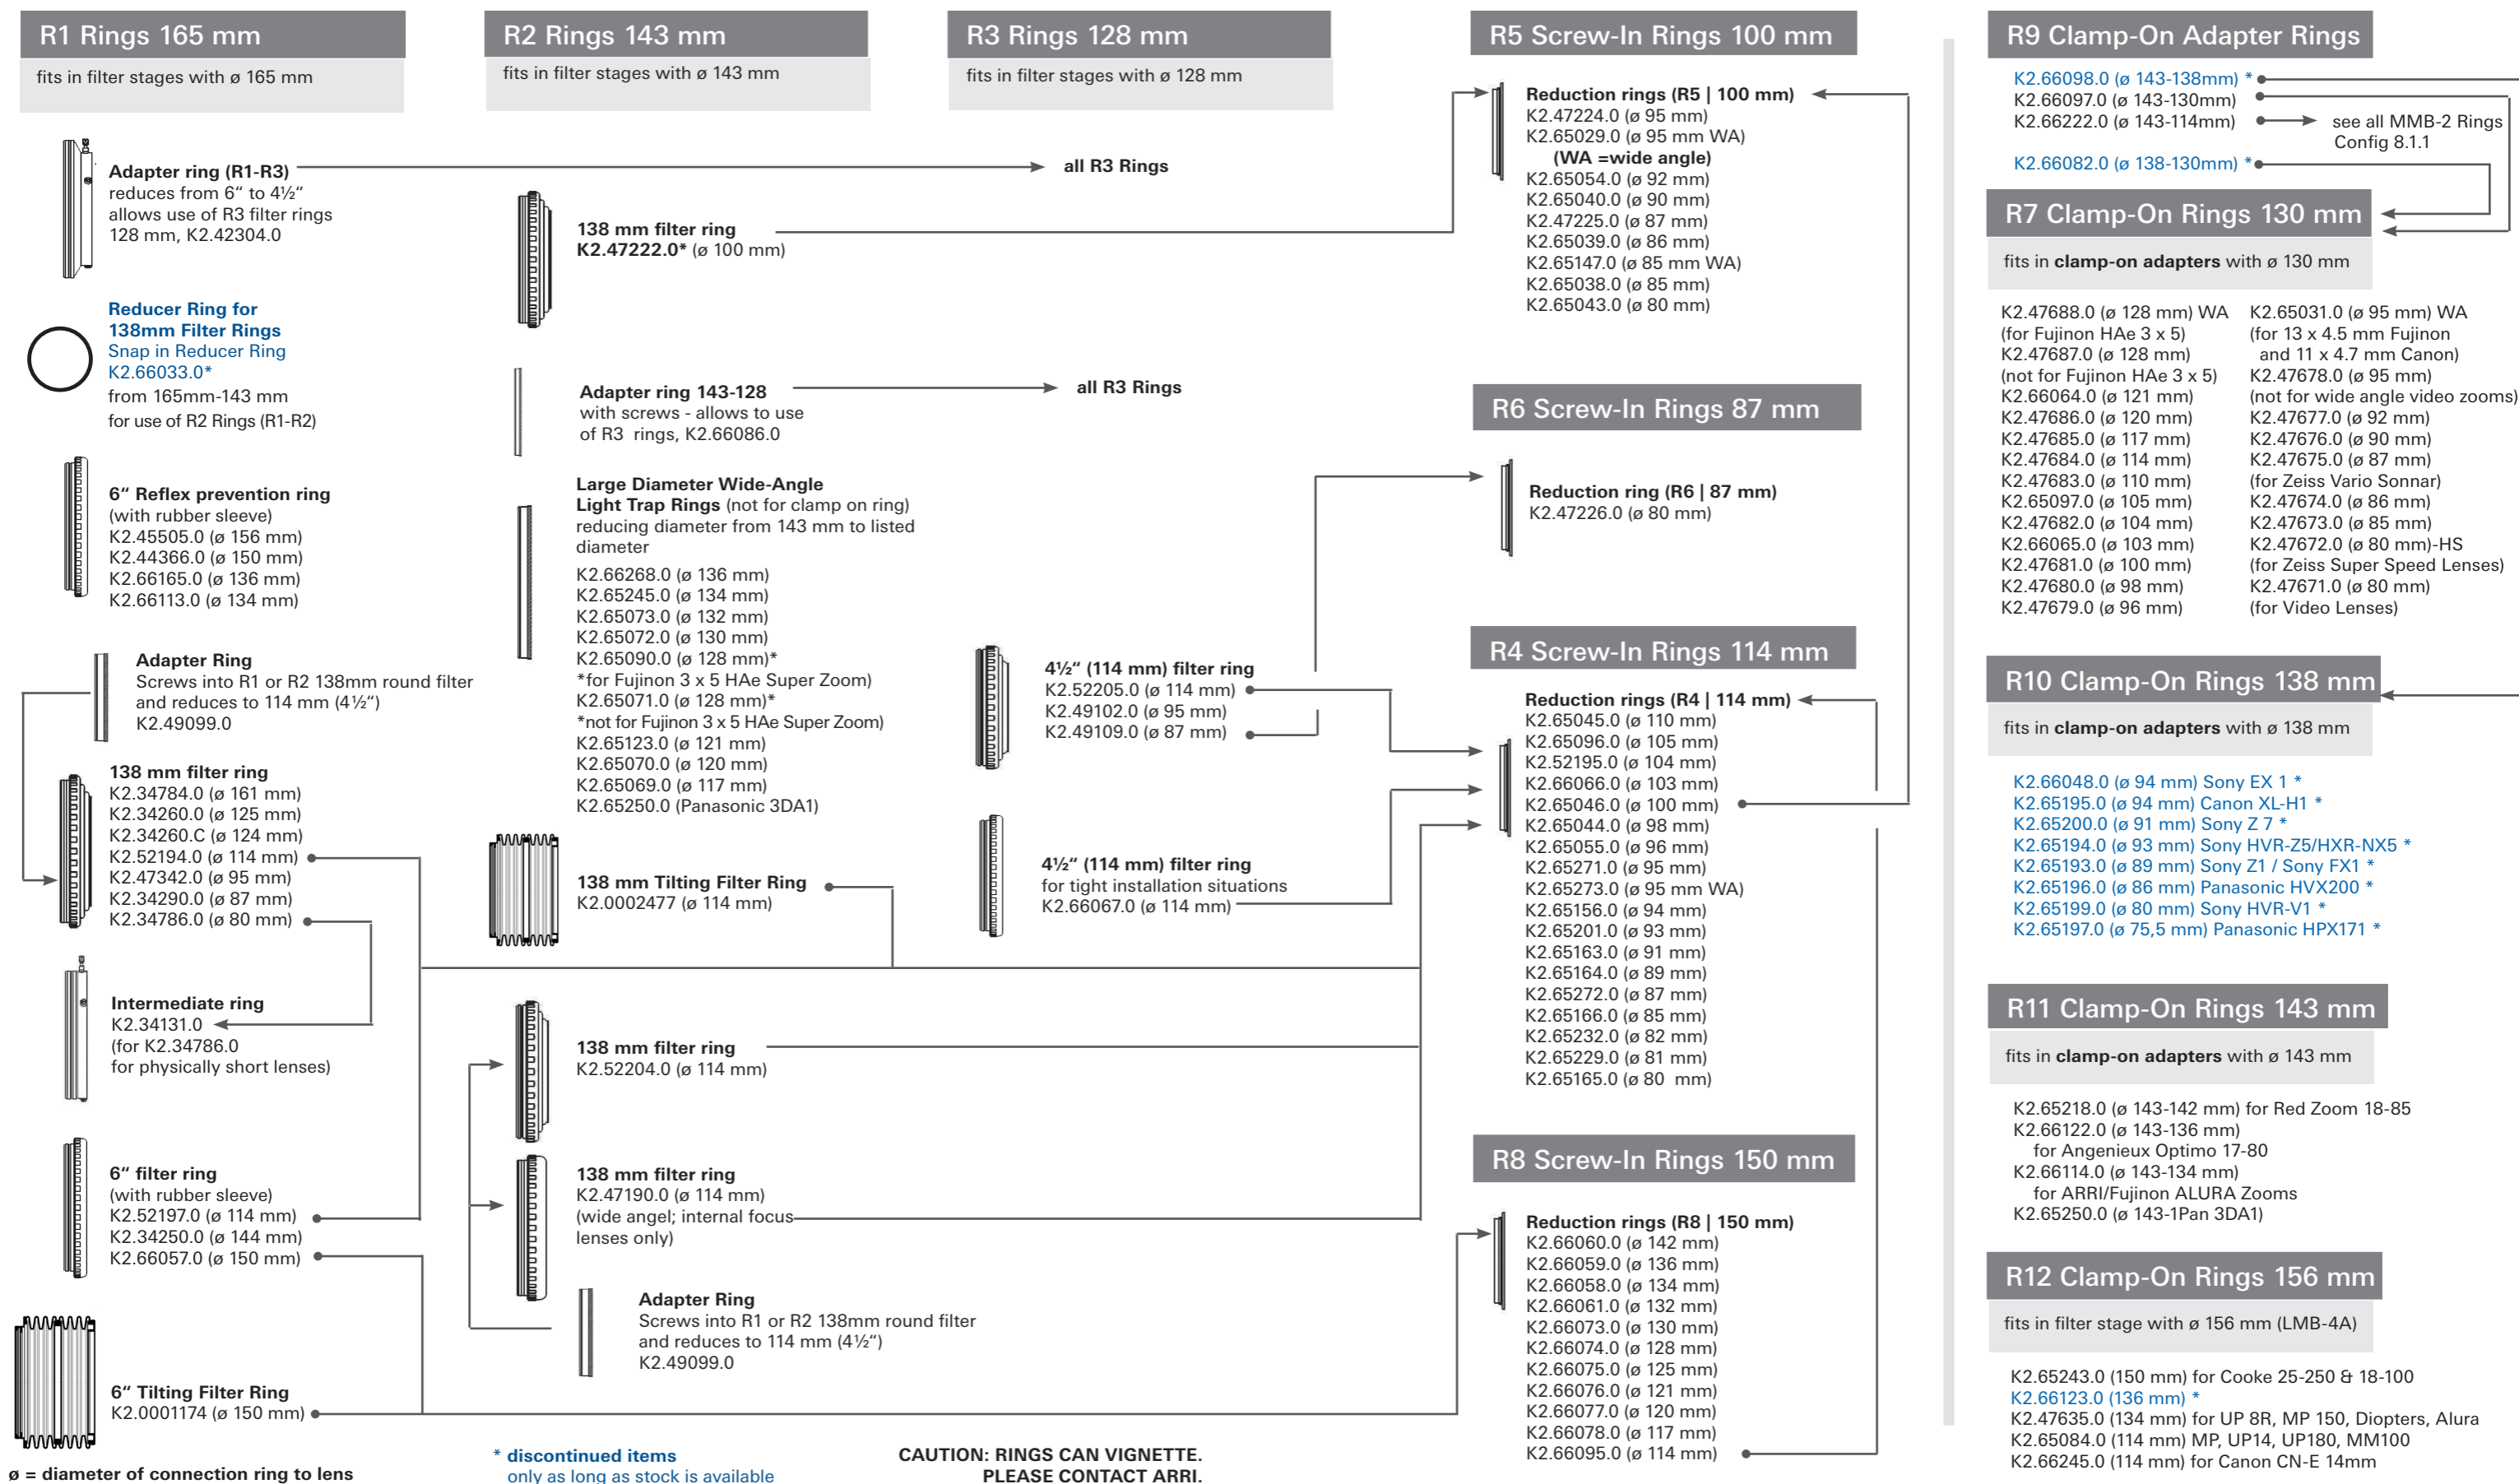 R1 Rings 165 mm
fits in filter stages with ø 165 mm
Adapter ring (R1-R3)
reduces from 6“ to 4½“
allows use of R3 filter rings
128 mm, K2.42304.0
Reducer Ring for
138mm Filter Rings
Snap in Reducer Ring
K2.66033.0*
from 165mm-143 mm
for use of R2 Rings (R1-R2)
6“ Reflex prevention ring
(with rubber sleeve)
K2.45505.0 (ø 156 mm)
K2.44366.0 (ø 150 mm)
K2.66165.0 (ø 136 mm)
K2.66113.0 (ø 134 mm)
Adapter Ring
Screws into R1 or R2 138mm round filter
and reduces to 114 mm (4½“)
K2.49099.0
138 mm filter ring
K2.34784.0 (ø 161 mm)
K2.34260.0 (ø 125 mm)
K2.34260.C (ø 124 mm)
K2.52194.0 (ø 114 mm)
K2.47342.0 (ø 95 mm)
K2.34290.0 (ø 87 mm)
K2.34786.0 (ø 80 mm)
Intermediate ring
K2.34131.0
(for K2.34786.0
for physically short lenses)
6“ filter ring
(with rubber sleeve)
K2.52197.0 (ø 114 mm)
K2.34250.0 (ø 144 mm)
K2.66057.0 (ø 150 mm)
6“ Tilting Filter Ring
K2.0001174 (ø 150 mm)
ø = diameter of connection ring to lens
R2 Rings 143 mm
fits in filter stages with ø 143 mm
138 mm filter ring
K2.47222.0* (ø 100 mm)
Adapter ring 143-128
with screws - allows to use
of R3 rings, K2.66086.0
Large Diameter Wide-Angle
Light Trap Rings (not for clamp on ring)
reducing diameter from 143 mm to listed
diameter
K2.66268.0 (ø 136 mm)
K2.65245.0 (ø 134 mm)
K2.65073.0 (ø 132 mm)
K2.65072.0 (ø 130 mm)
K2.65090.0 (ø 128 mm)*
*for Fujinon 3 x 5 HAe Super Zoom)
K2.65071.0 (ø 128 mm)*
*not for Fujinon 3 x 5 HAe Super Zoom)
K2.65123.0 (ø 121 mm)
K2.65070.0 (ø 120 mm)
K2.65069.0 (ø 117 mm)
K2.65250.0 (Panasonic 3DA1)
138 mm Tilting Filter Ring
K2.0002477 (ø 114 mm)
138 mm filter ring
K2.52204.0 (ø 114 mm)
138 mm filter ring
K2.47190.0 (ø 114 mm)
(wide angel; internal focus
lenses only)
Adapter Ring
Screws into R1 or R2 138mm round filter
and reduces to 114 mm (4½“)
K2.49099.0
* discontinued items
only as long as stock is available
R3 Rings 128 mm
fits in filter stages with ø 128 mm
all R3 Rings
all R3 Rings
4½“ (114 mm) filter ring
K2.52205.0 (ø 114 mm)
K2.49102.0 (ø 95 mm)
K2.49109.0 (ø 87 mm)
4½“ (114 mm) filter ring
for tight installation situations
K2.66067.0 (ø 114 mm)
CAUTION: RINGS CAN VIGNETTE.
PLEASE CONTACT ARRI.
R5 Screw-In Rings 100 mm
Reduction rings (R5 | 100 mm)
K2.47224.0 (ø 95 mm)
K2.65029.0 (ø 95 mm WA)
(WA =wide angle)
K2.65054.0 (ø 92 mm)
K2.65040.0 (ø 90 mm)
K2.47225.0 (ø 87 mm)
K2.65039.0 (ø 86 mm)
K2.65147.0 (ø 85 mm WA)
K2.65038.0 (ø 85 mm)
K2.65043.0 (ø 80 mm)
R6 Screw-In Rings 87 mm
Reduction ring (R6 | 87 mm)
K2.47226.0 (ø 80 mm)
R4 Screw-In Rings 114 mm
Reduction rings (R4 | 114 mm)
K2.65045.0 (ø 110 mm)
K2.65096.0 (ø 105 mm)
K2.52195.0 (ø 104 mm)
K2.66066.0 (ø 103 mm)
K2.65046.0 (ø 100 mm)
K2.65044.0 (ø 98 mm)
K2.65055.0 (ø 96 mm)
K2.65271.0 (ø 95 mm)
K2.65273.0 (ø 95 mm WA)
K2.65156.0 (ø 94 mm)
K2.65201.0 (ø 93 mm)
K2.65163.0 (ø 91 mm)
K2.65164.0 (ø 89 mm)
K2.65272.0 (ø 87 mm)
K2.65166.0 (ø 85 mm)
K2.65232.0 (ø 82 mm)
K2.65229.0 (ø 81 mm)
K2.65165.0 (ø 80 mm)
R8 Screw-In Rings 150 mm
Reduction rings (R8 | 150 mm)
K2.66060.0 (ø 142 mm)
K2.66059.0 (ø 136 mm)
K2.66058.0 (ø 134 mm)
K2.66061.0 (ø 132 mm)
K2.66073.0 (ø 130 mm)
K2.66074.0 (ø 128 mm)
K2.66075.0 (ø 125 mm)
K2.66076.0 (ø 121 mm)
K2.66077.0 (ø 120 mm)
K2.66078.0 (ø 117 mm)
K2.66095.0 (ø 114 mm)
R9 Clamp-On Adapter Rings
K2.66098.0 (ø 143-138mm) *
K2.66097.0 (ø 143-130mm)
K2.66222.0 (ø 143-114mm)
see all MMB-2 Rings
Config 8.1.1
K2.66082.0 (ø 138-130mm) *
R7 Clamp-On Rings 130 mm
fits in clamp-on adapters with ø 130 mm
K2.47688.0 (ø 128 mm) WA
(for Fujinon HAe 3 x 5)
K2.47687.0 (ø 128 mm)
(not for Fujinon HAe 3 x 5)
K2.66064.0 (ø 121 mm)
K2.47686.0 (ø 120 mm)
K2.47685.0 (ø 117 mm)
K2.47684.0 (ø 114 mm)
K2.47683.0 (ø 110 mm)
K2.65097.0 (ø 105 mm)
K2.47682.0 (ø 104 mm)
K2.66065.0 (ø 103 mm)
K2.47681.0 (ø 100 mm)
K2.47680.0 (ø 98 mm)
K2.47679.0 (ø 96 mm)
K2.65031.0 (ø 95 mm) WA
(for 13 x 4.5 mm Fujinon
and 11 x 4.7 mm Canon)
K2.47678.0 (ø 95 mm)
(not for wide angle video zooms)
K2.47677.0 (ø 92 mm)
K2.47676.0 (ø 90 mm)
K2.47675.0 (ø 87 mm)
(for Zeiss Vario Sonnar)
K2.47674.0 (ø 86 mm)
K2.47673.0 (ø 85 mm)
K2.47672.0 (ø 80 mm)-HS
(for Zeiss Super Speed Lenses)
K2.47671.0 (ø 80 mm)
(for Video Lenses)
R10 Clamp-On Rings 138 mm
fits in clamp-on adapters with ø 138 mm
K2.66048.0 (ø 94 mm) Sony EX 1 *
K2.65195.0 (ø 94 mm) Canon XL-H1 *
K2.65200.0 (ø 91 mm) Sony Z 7 *
K2.65194.0 (ø 93 mm) Sony HVR-Z5/HXR-NX5 *
K2.65193.0 (ø 89 mm) Sony Z1 / Sony FX1 *
K2.65196.0 (ø 86 mm) Panasonic HVX200 *
K2.65199.0 (ø 80 mm) Sony HVR-V1 *
K2.65197.0 (ø 75,5 mm) Panasonic HPX171 *
R11 Clamp-On Rings 143 mm
fits in clamp-on adapters with ø 143 mm
K2.65218.0 (ø 143-142 mm) for Red Zoom 18-85
K2.66122.0 (ø 143-136 mm)
for Angenieux Optimo 17-80
K2.66114.0 (ø 143-134 mm)
for ARRI/Fujinon ALURA Zooms
K2.65250.0 (ø 143-1Pan 3DA1)
R12 Clamp-On Rings 156 mm
fits in filter stage with ø 156 mm (LMB-4A)
K2.65243.0 (150 mm) for Cooke 25-250 & 18-100
K2.66123.0 (136 mm) *
K2.47635.0 (134 mm) for UP 8R, MP 150, Diopters, Alura
K2.65084.0 (114 mm) MP, UP14, UP180, MM100
K2.66245.0 (114 mm) for Canon CN-E 14mm